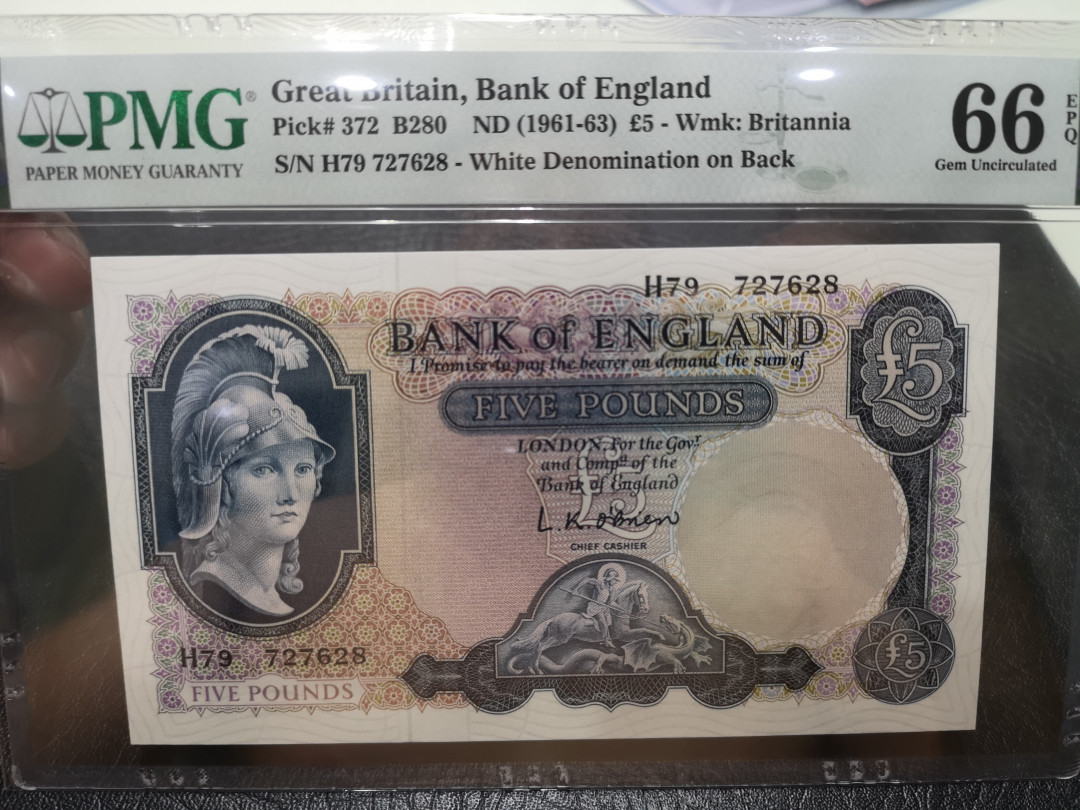 PMG®
PAPER MONEY GUARANTY
Great Britain, Bank of England
Pick# 372 B280 ND (1961-63) £5 - Wmk: Britannia
S/N H79 727628 - White Denomination on Back
66
EPQ
Gem Uncirculated
H79 727628
BANK of ENGLAND
I Promise to pay the bearer on demand the sum of
FIVE POUNDS
£5
LONDON, For the Govʳ
and Compᵃ of the
Bank of England
£5
L.K. O'Brien
CHIEF CASHIER
H79 727628
FIVE POUNDS
£5